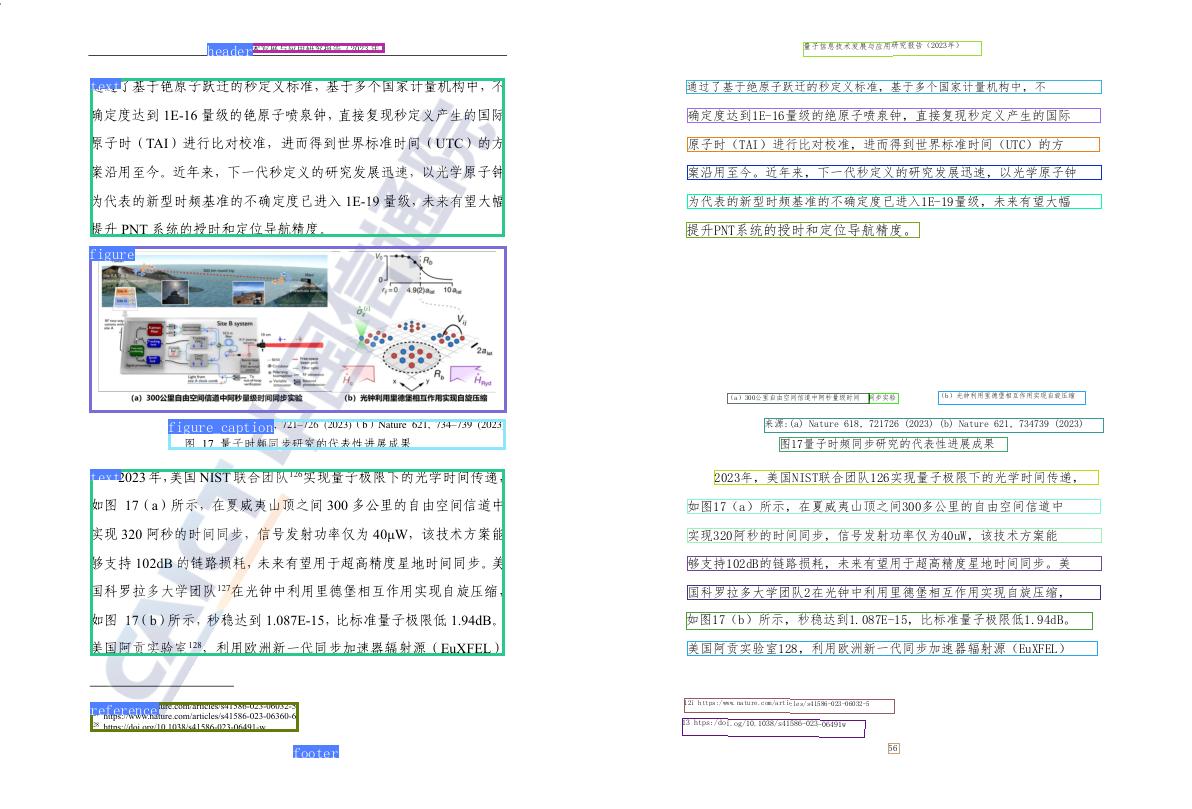 header
text
了基于铯原子跃迁的秒定义标准，基于多个国家计量机构中，不
确定度达到 1E-16 量级的铯原子喷泉钟，直接复现秒定义产生的国际
原子时（TAI）进行比对校准，进而得到世界标准时间（UTC）的方
案沿用至今。近年来，下一代秒定义的研究发展迅速，以光学原子钟
为代表的新型时频基准的不确定度已进入 1E-19 量级，未来有望大幅
提升 PNT 系统的授时和定位导航精度。
figure
Site B system
V₀
R_b
0
r_ij=0 4.9(2)a_lat 10a_lat
V_ij
2a_lat
R_b
H_Ryd
x y
(a) 300公里自由空间信道中阿秒量级时间同步实验
(b) 光钟利用里德堡相互作用实现自旋压缩
figure caption
, 721–726 (2023)（b）Nature 621, 734–739 (2023
图 17 量子时频同步研究的代表性进展成果
text
2023 年，美国 NIST 联合团队¹²⁶实现量子极限下的光学时间传递，
如图 17（a）所示，在夏威夷山顶之间 300 多公里的自由空间信道中
实现 320 阿秒的时间同步，信号发射功率仅为 40μW，该技术方案能
够支持 102dB 的链路损耗，未来有望用于超高精度星地时间同步。美
国科罗拉多大学团队¹²⁷在光钟中利用里德堡相互作用实现自旋压缩，
如图 17（b）所示，秒稳达到 1.087E-15，比标准量子极限低 1.94dB。
美国阿贡实验室¹²⁸，利用欧洲新一代同步加速器辐射源（EuXFEL）
reference
ure.com/articles/s41586-023-06032-5
https://www.nature.com/articles/s41586-023-06360-6
¹²⁸ https://doi.org/10.1038/s41586-023-06491-w
footer
CAICT 中国信通院
量子信息技术发展与应用研究报告（2023年）
通过了基于绝原子跃迁的秒定义标准，基于多个国家计量机构中，不
确定度达到1E-16量级的绝原子喷泉钟，直接复现秒定义产生的国际
原子时（TAI）进行比对校准，进而得到世界标准时间（UTC）的方
案沿用至今。近年来，下一代秒定义的研究发展迅速，以光学原子钟
为代表的新型时频基准的不确定度已进入1E-19量级，未来有望大幅
提升PNT系统的授时和定位导航精度。
(a) 300公里自由空间信道中阿秒量级时间 同步实验
(b) 光钟利用里德堡相互作用实现自旋压缩
来源:(a) Nature 618, 721726 (2023) (b) Nature 621, 734739 (2023)
图17量子时频同步研究的代表性进展成果
2023年，美国NIST联合团队126实现量子极限下的光学时间传递，
如图17（a）所示，在夏威夷山顶之间300多公里的自由空间信道中
实现320阿秒的时间同步，信号发射功率仅为40uW，该技术方案能
够支持102dB的链路损耗，未来有望用于超高精度星地时间同步。美
国科罗拉多大学团队2在光钟中利用里德堡相互作用实现自旋压缩，
如图17（b）所示，秒稳达到1.087E-15，比标准量子极限低1.94dB。
美国阿贡实验室128，利用欧洲新一代同步加速器辐射源（EuXFEL）
12i https:/www.nature.com/articles/s41586-023-06032-5
13 htps:/doi.og/10.1038/s41586-023-06491w
56